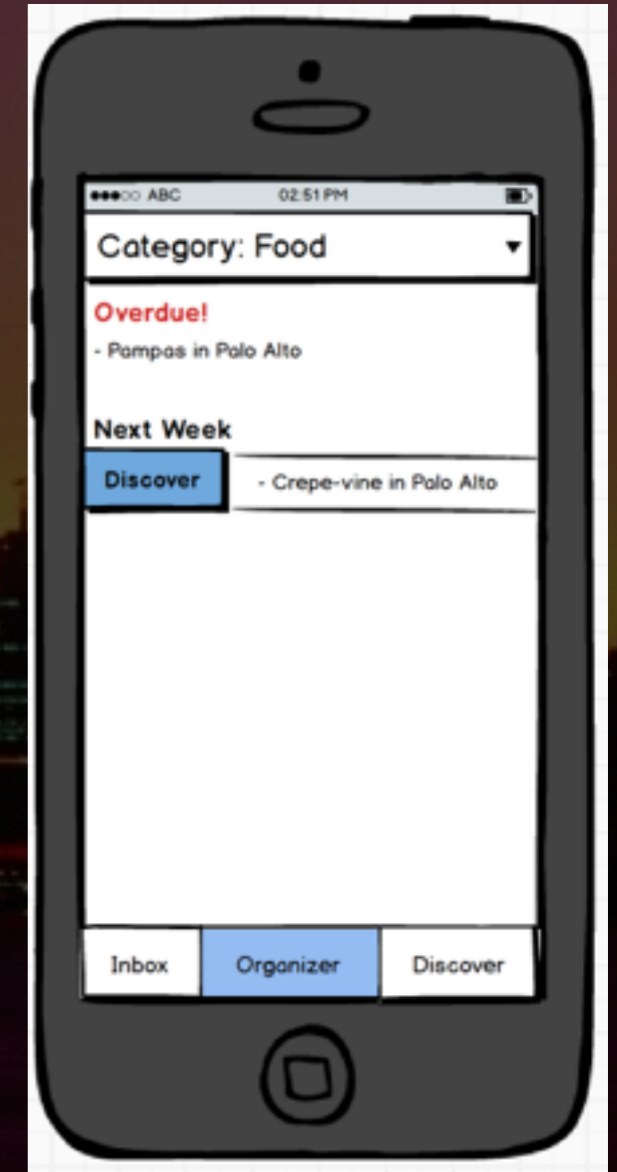 ABC 02:51 PM
Category: Food
Overdue!
- Pampas in Palo Alto
Next Week
Discover - Crepe-vine in Palo Alto
Inbox Organizer Discover